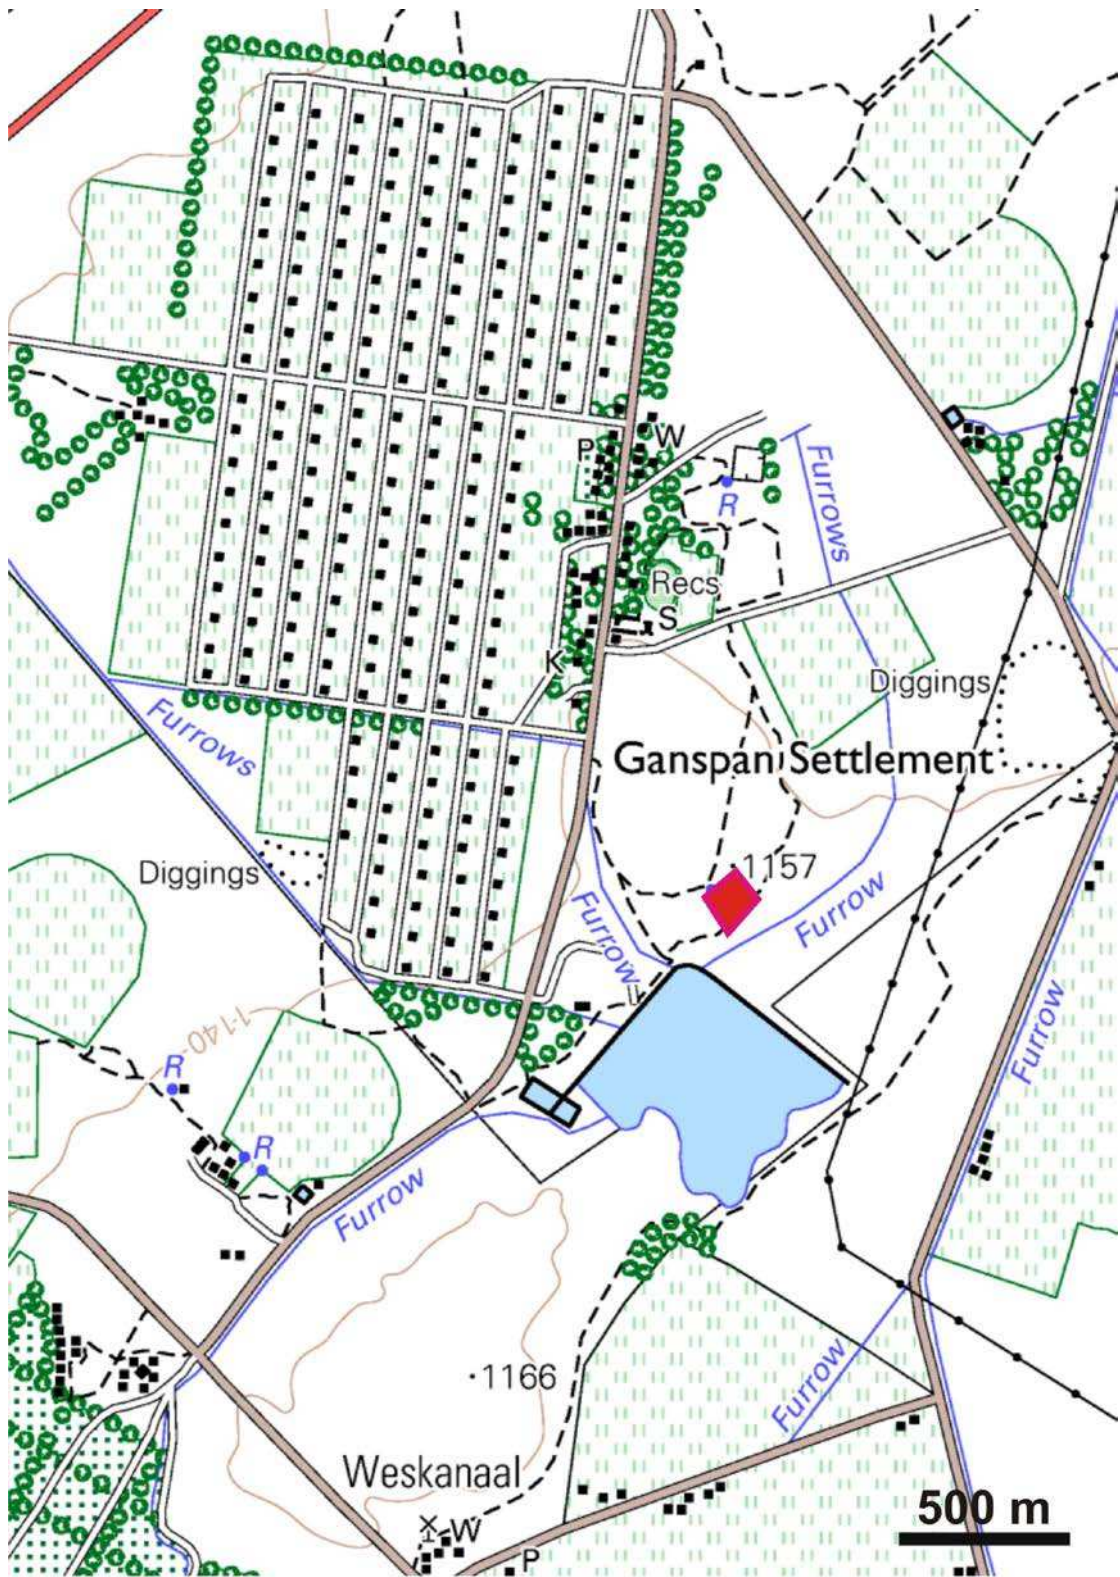 W
P
R
Furrows
Recs
S
K
Diggings
Furrows
Ganspan Settlement
1157
Diggings
Furrow
Furrow
1140
Furrow
R
R
Furrow
1166
Furrow
Weskanaal
500 m
W
P